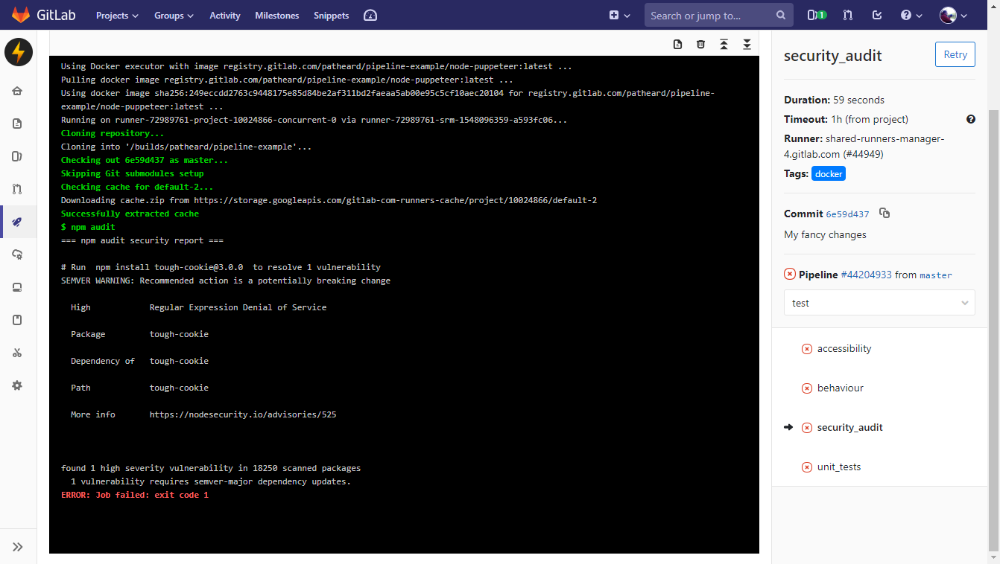 GitLab Projects Groups Activity Milestones Snippets Search or jump to... 1
Using Docker executor with image registry.gitlab.com/patheard/pipeline-example/node-puppeteer:latest ...
Pulling docker image registry.gitlab.com/patheard/pipeline-example/node-puppeteer:latest ...
Using docker image sha256:249eccdd2763c9448175e85d84be2af311bd2faeaa5ab00e95c5cf10aec20104 for registry.gitlab.com/patheard/pipeline-
example/node-puppeteer:latest ...
Running on runner-72989761-project-10024866-concurrent-0 via runner-72989761-srm-1548096359-a593fc06...
Cloning repository...
Cloning into '/builds/patheard/pipeline-example'...
Checking out 6e59d437 as master...
Skipping Git submodules setup
Checking cache for default-2...
Downloading cache.zip from https://storage.googleapis.com/gitlab-com-runners-cache/project/10024866/default-2
Successfully extracted cache
$ npm audit
=== npm audit security report ===
# Run  npm install tough-cookie@3.0.0  to resolve 1 vulnerability
SEMVER WARNING: Recommended action is a potentially breaking change
High Regular Expression Denial of Service
Package tough-cookie
Dependency of tough-cookie
Path tough-cookie
More info https://nodesecurity.io/advisories/525
found 1 high severity vulnerability in 18250 scanned packages
1 vulnerability requires semver-major dependency updates.
ERROR: Job failed: exit code 1
security_audit Retry
Duration: 59 seconds
Timeout: 1h (from project)
Runner: shared-runners-manager-
4.gitlab.com (#44949)
Tags: docker
Commit 6e59d437
My fancy changes
Pipeline #44204933 from master
test
accessibility
behaviour
security_audit
unit_tests